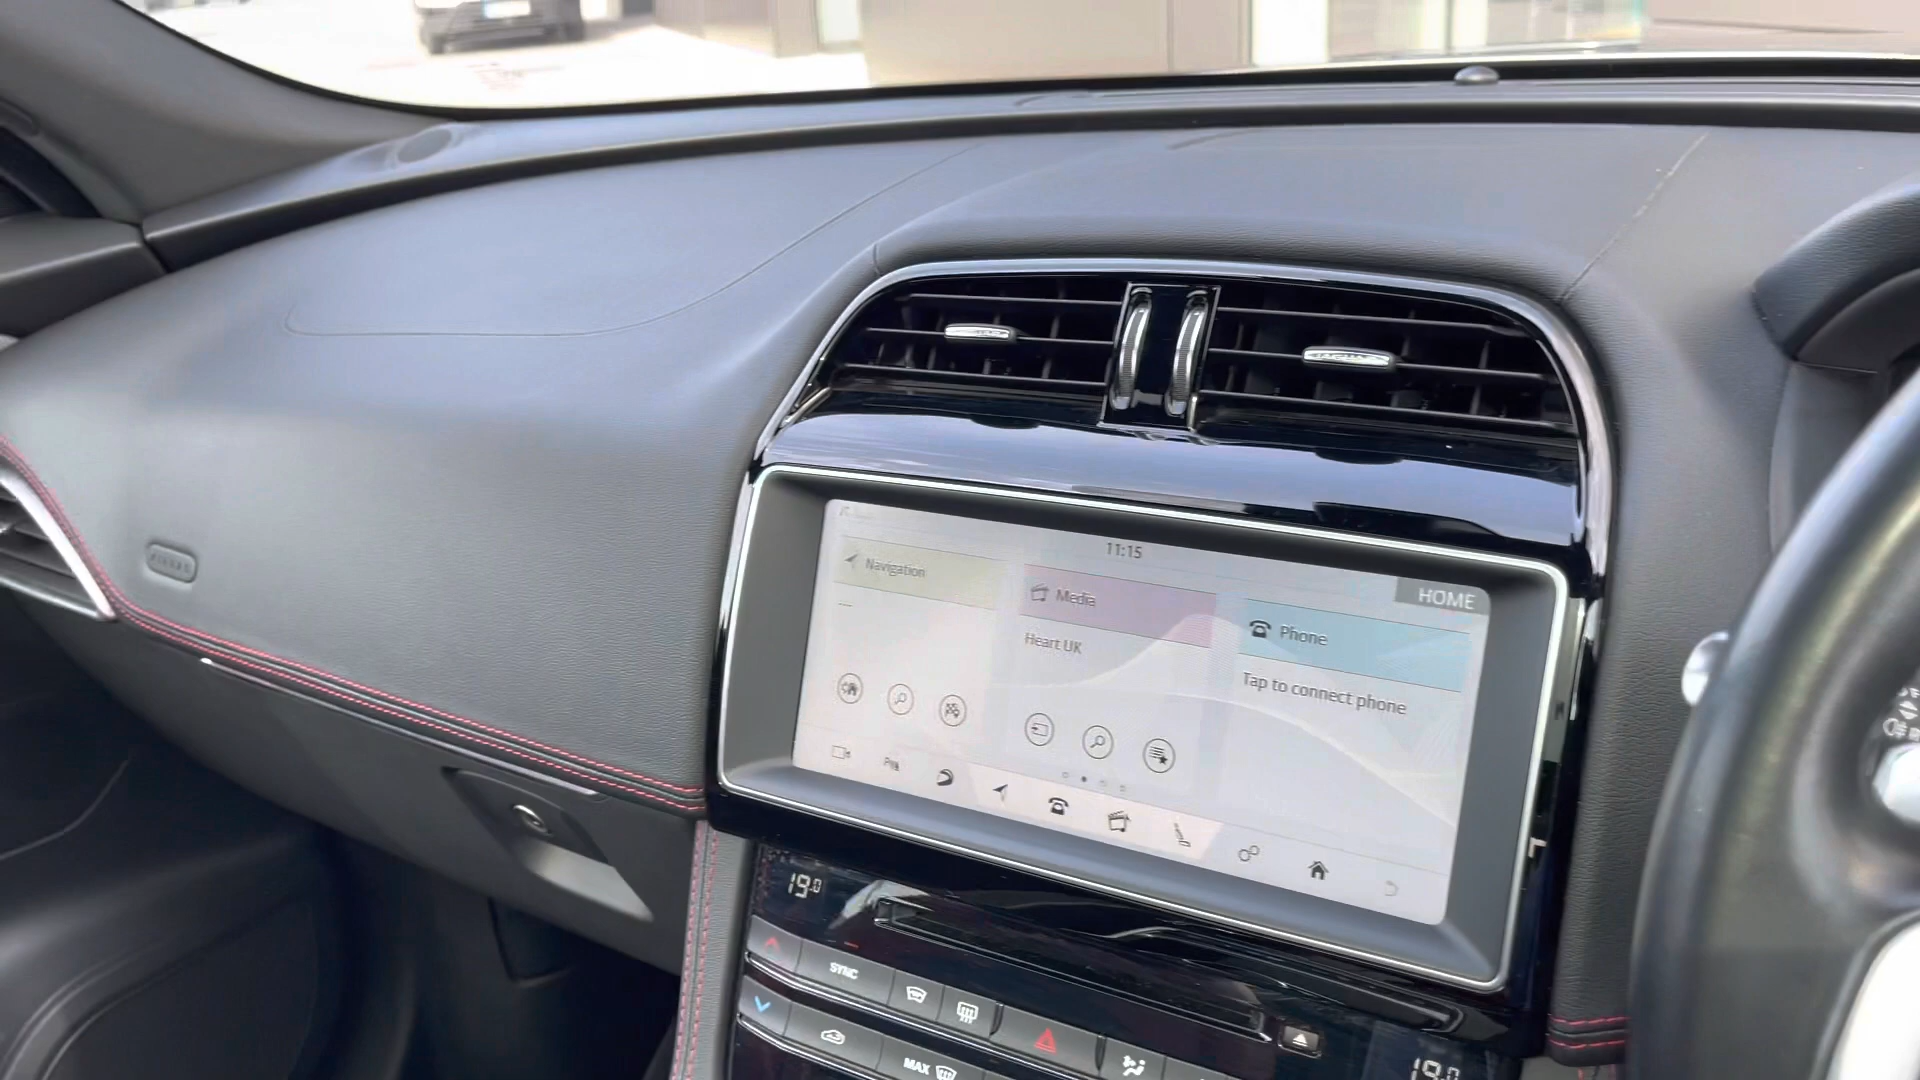 11:15
HOME
Navigation
Media
Phone
Heart UK
Tap to connect phone
19.0
SYNC
MAX
19.0